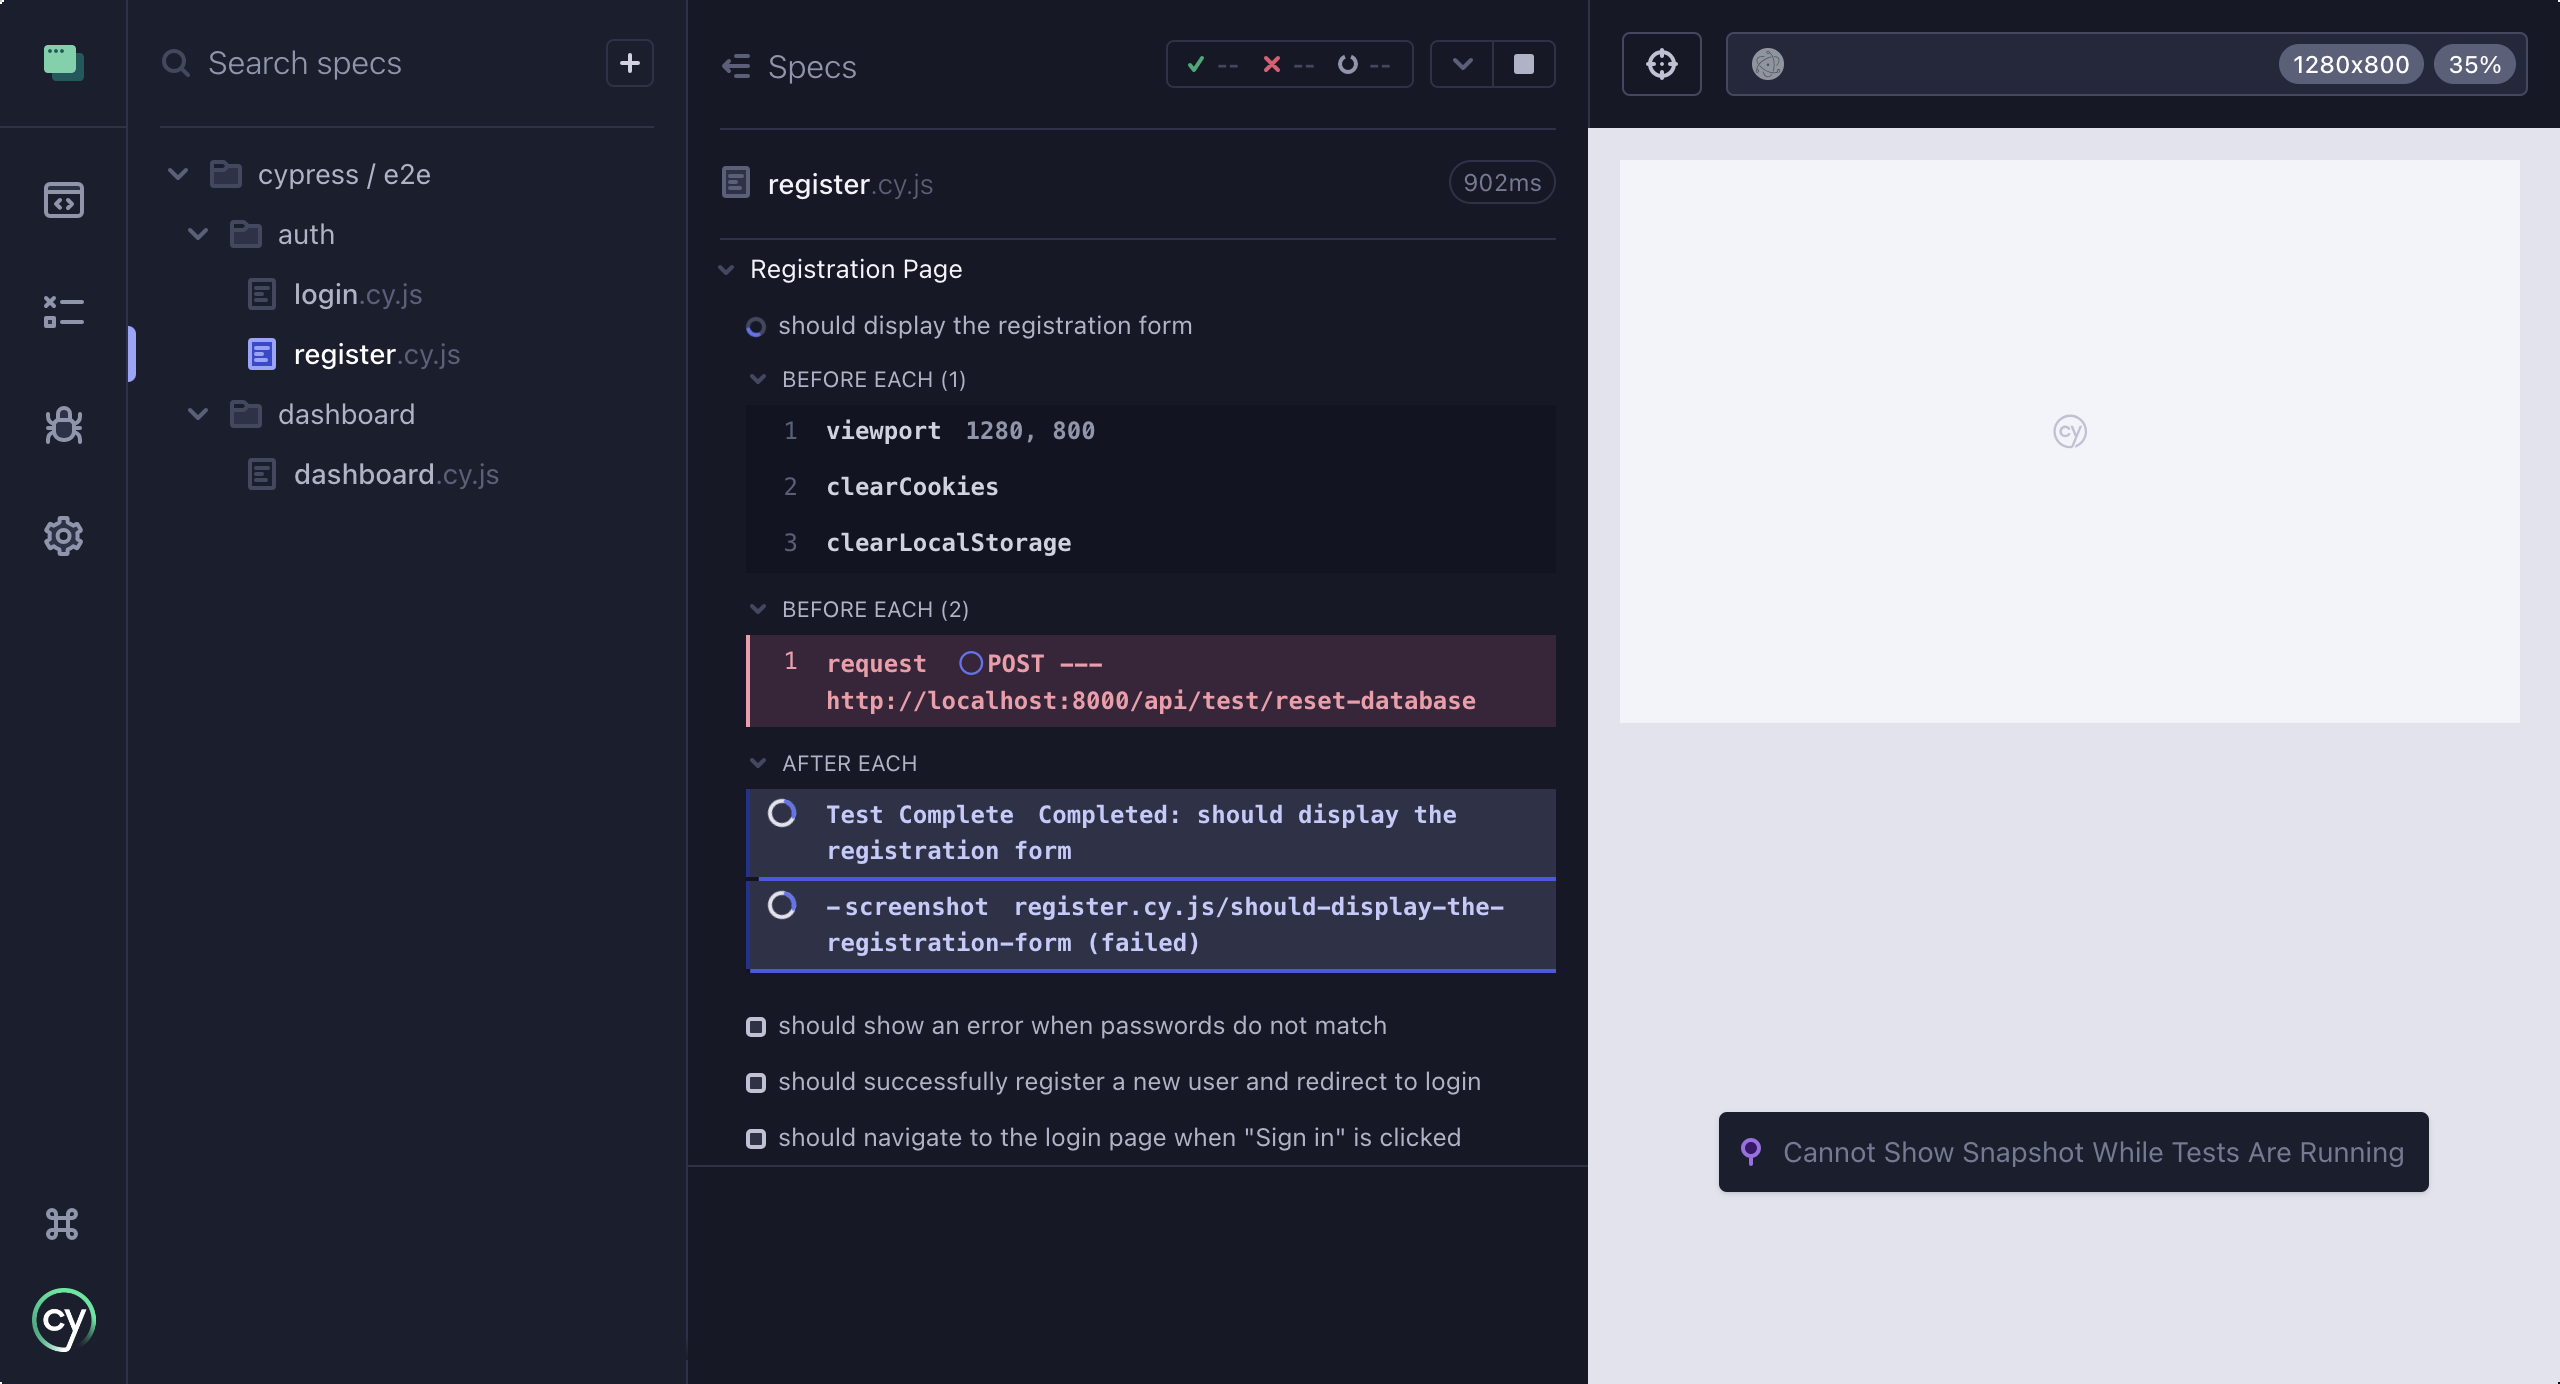 Search specs
+
Specs
--
--
--
1280x800
35%
cypress / e2e
auth
login.cy.js
register.cy.js
dashboard
dashboard.cy.js
register.cy.js
902ms
Registration Page
should display the registration form
BEFORE EACH (1)
1 viewport 1280, 800
2 clearCookies
3 clearLocalStorage
BEFORE EACH (2)
1 request POST ---
http://localhost:8000/api/test/reset-database
AFTER EACH
Test Complete Completed: should display the
registration form
-screenshot register.cy.js/should-display-the-
registration-form (failed)
should show an error when passwords do not match
should successfully register a new user and redirect to login
should navigate to the login page when "Sign in" is clicked
cy
Cannot Show Snapshot While Tests Are Running
cy